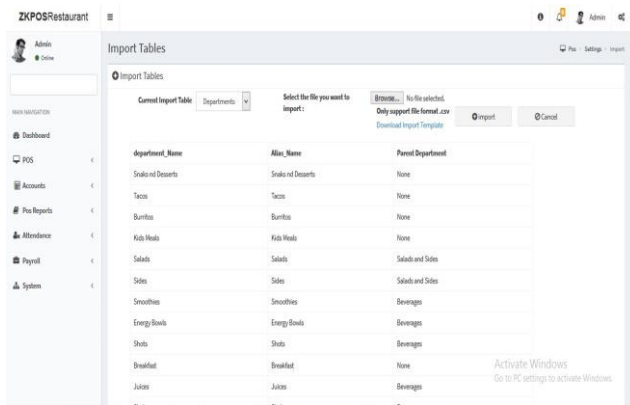 ZKPOSRestaurant
Admin
Admin
Online
Import Tables
Pos Settings Import
MAIN NAVIGATION
Dashboard
POS
Accounts
Pos Reports
Attendance
Payroll
System
Import Tables
Current Import Table
Departments
Select the file you want to
import :
Browse... No file selected.
Only support file format .csv
Download Import Template
Import
Cancel
department_Name Alias_Name Parent Department
Snaks nd Desserts Snaks nd Desserts None
Tacos Tacos None
Burritos Burritos None
Kids Meals Kids Meals None
Salads Salads Salads and Sides
Sides Sides Salads and Sides
Smoothies Smoothies Beverages
Energy Bowls Energy Bowls Beverages
Shots Shots Beverages
Breakfast Breakfast None
Juices Juices Beverages
Activate Windows
Go to PC settings to activate Windows.